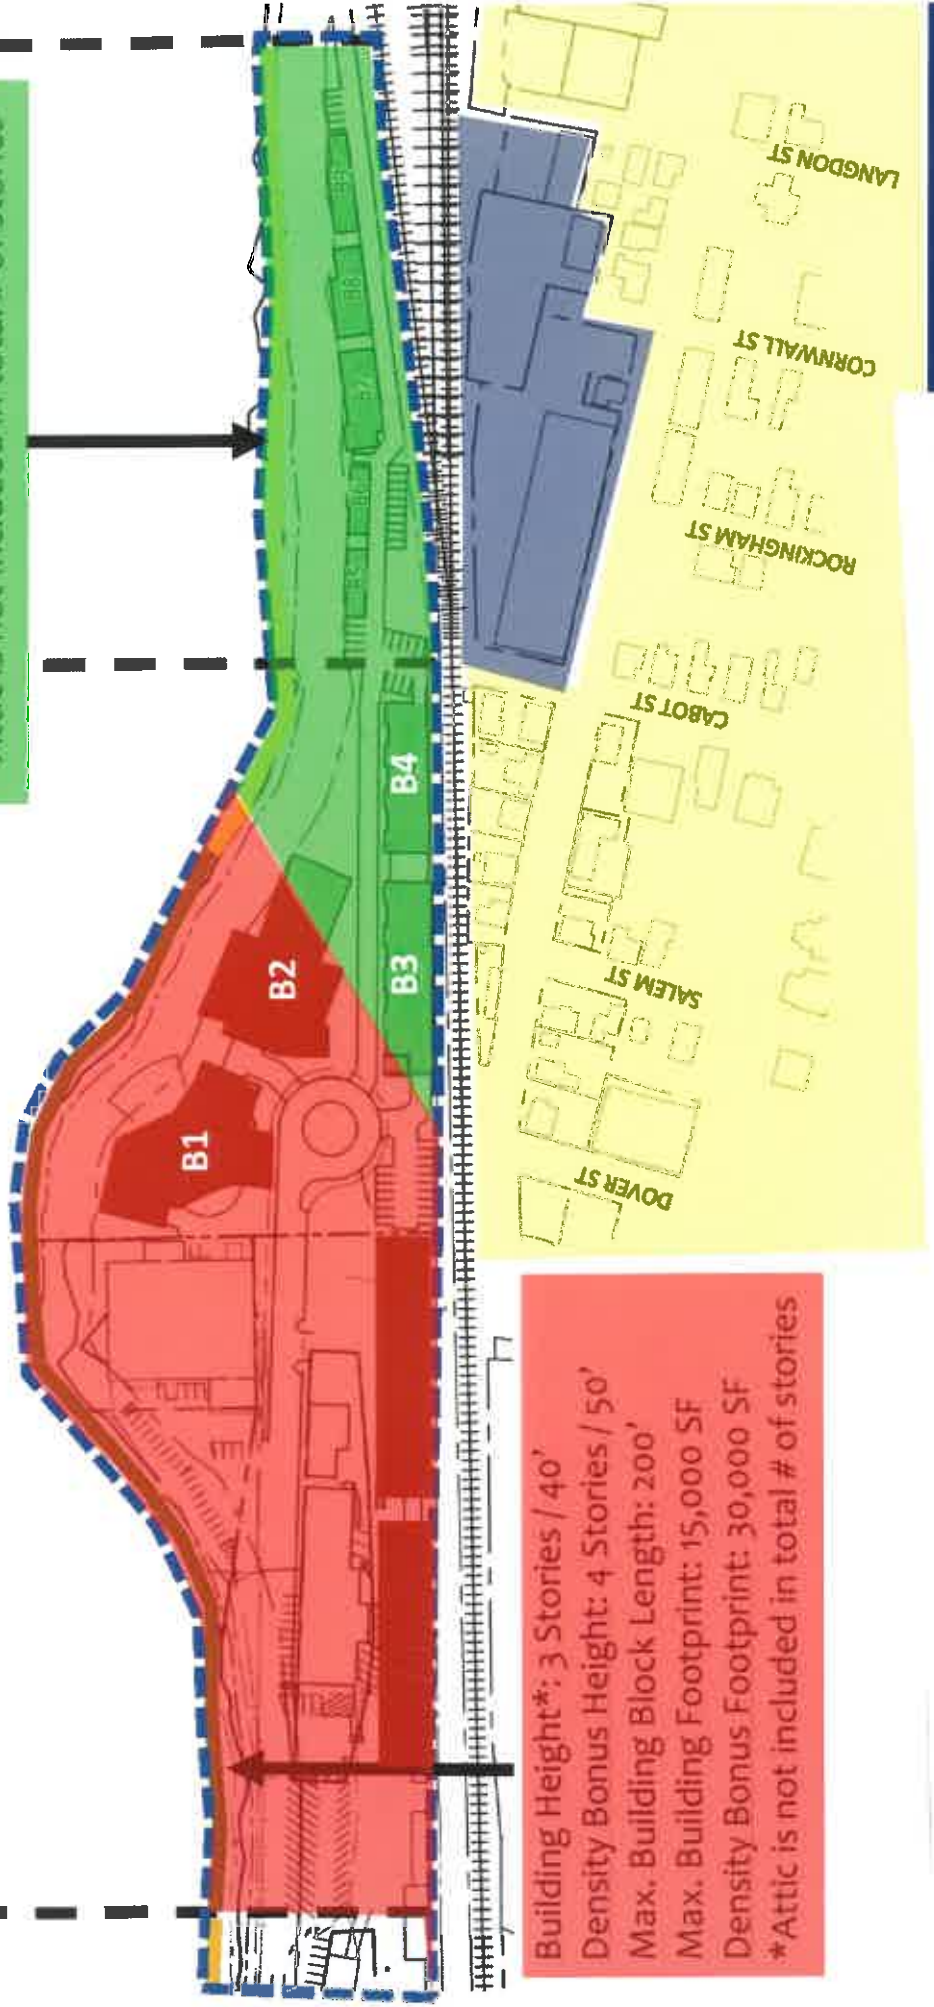 B1
B2
B3
B4
B8
LANGDON ST
CORNWALL ST
ROCKINGHAM ST
CABOT ST
SALEM ST
DOVER ST
Building Height*: 3 Stories / 40'
Density Bonus Height: 4 Stories / 50'
Max. Building Block Length: 200'
Max. Building Footprint: 15,000 SF
Density Bonus Footprint: 30,000 SF
*Attic is not included in total # of stories